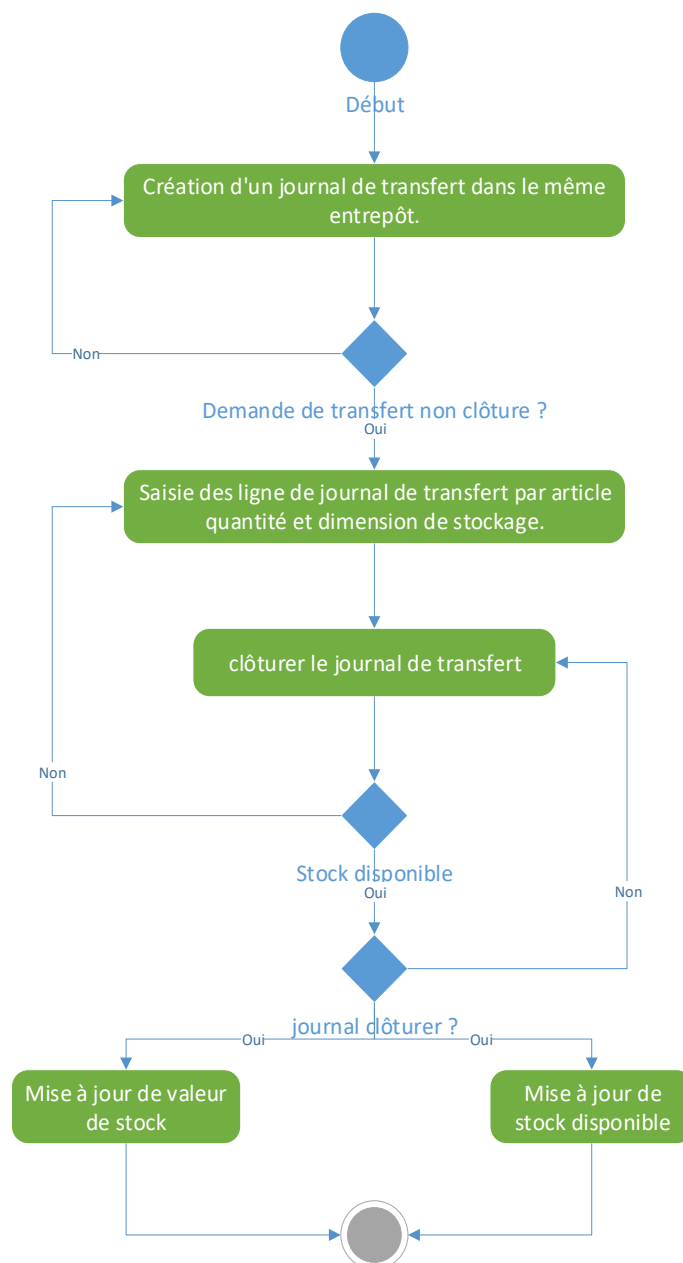 Début
Création d'un journal de transfert dans le même
entrepôt.
Non
Demande de transfert non clôture ?
Oui
Saisie des ligne de journal de transfert par article
quantité et dimension de stockage.
clôturer le journal de transfert
Non
Stock disponible
Oui
Non
journal clôturer ?
Oui
Oui
Mise à jour de valeur
de stock
Mise à jour de
stock disponible